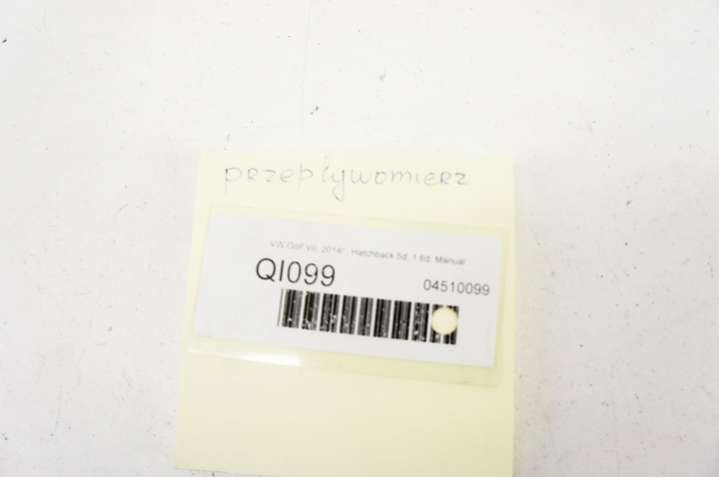 przepływomierz
VW Golf VII, 2014r., Hatchback 5d, 1.6d, Manual
QI099
04510099